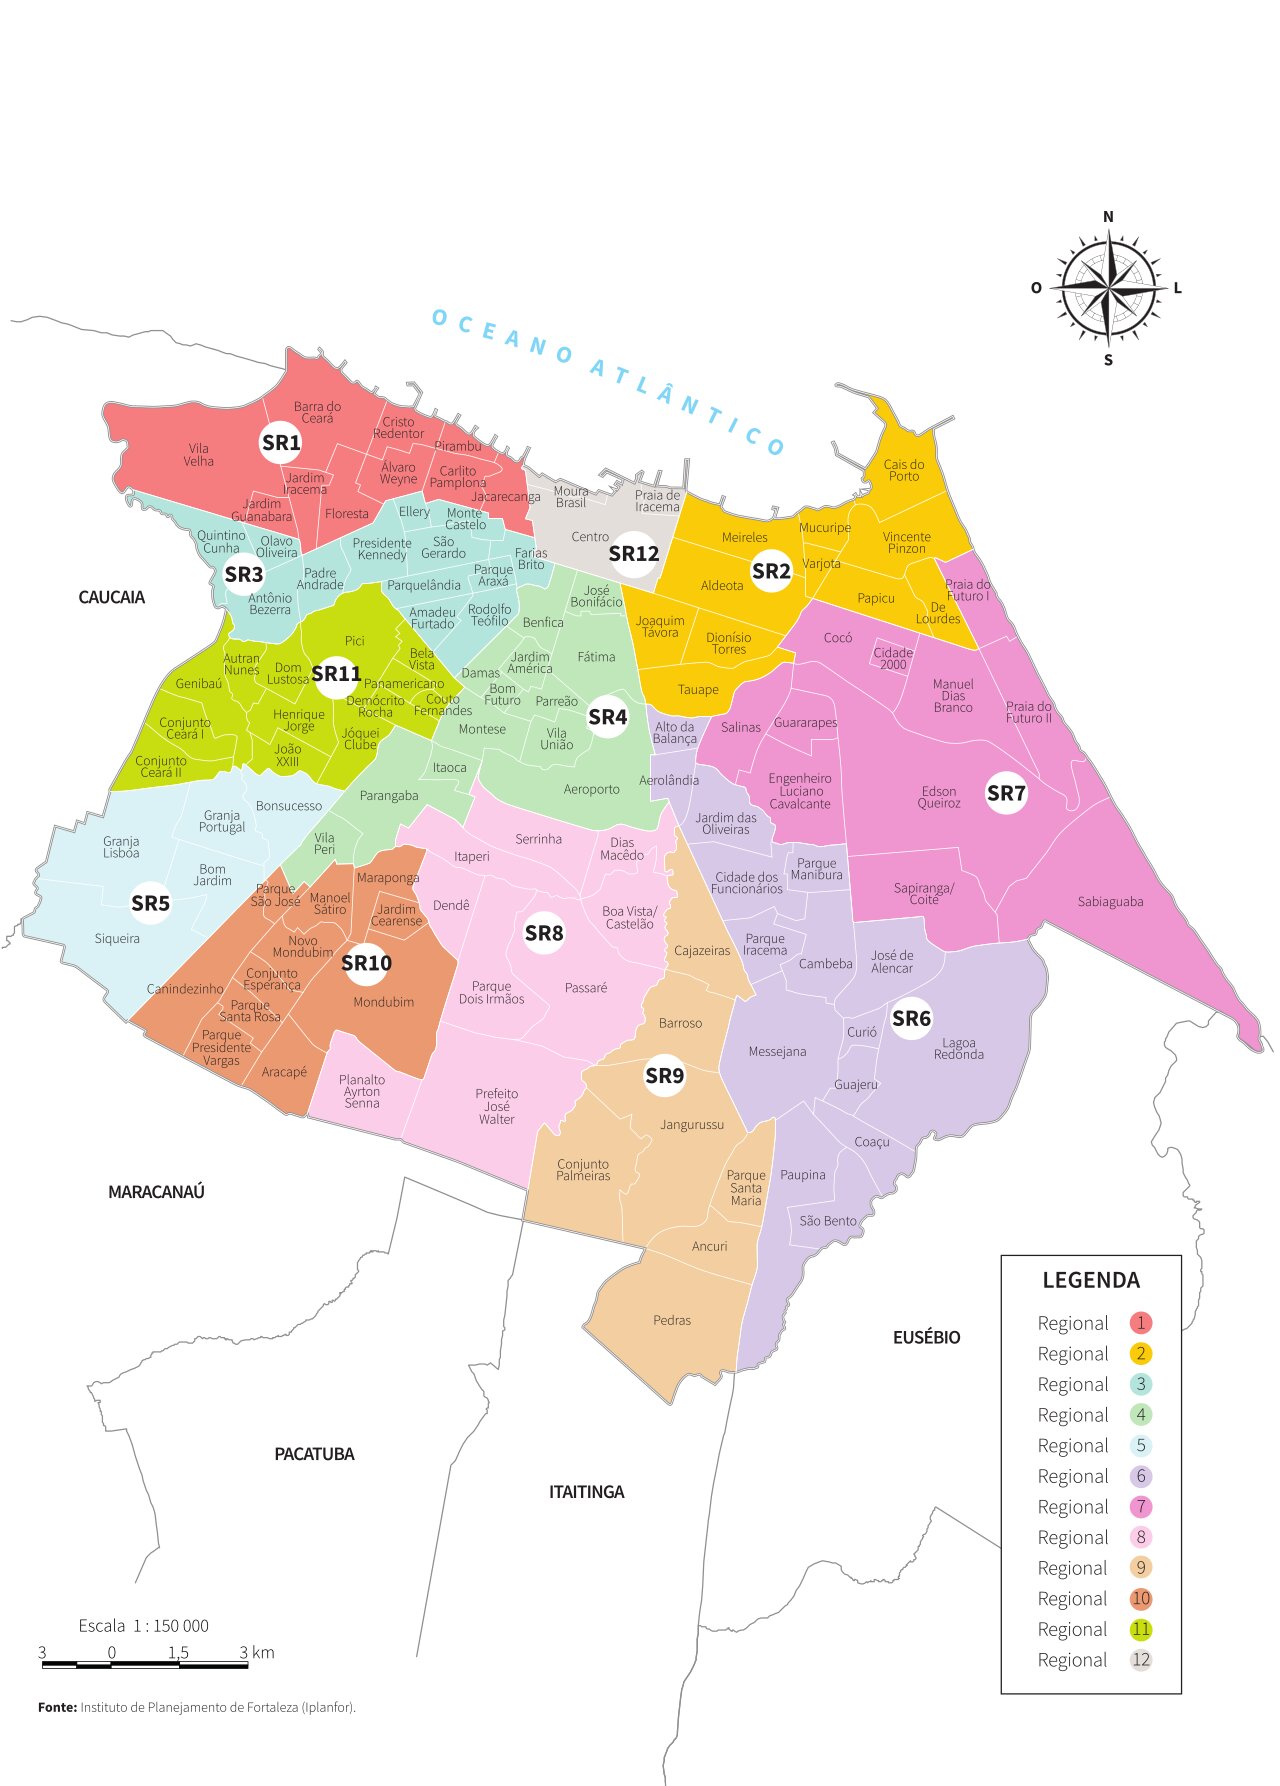 N
O
L
S
OCEANO ATLÂNTICO
Barra do
Ceará
Cristo
Redentor
Pirambu
SR1
Vila
Velha
Álvaro
Weyne
Carlito
Pamplona
Jardim
Iracema
Jacarecanga
Jardim
Guanabara
Floresta
Moura
Brasil
Praia de
Iracema
Centro
SR12
Cais do
Porto
Mucuripe
Vincente
Pinzon
Meireles
Varjota
SR2
Aldeota
Papicu
De
Lourdes
Joaquim
Távora
Dionísio
Torres
Tauape
Praia do
Futuro I
Ellery
Monte
Castelo
Quintino
Cunha
Olavo
Oliveira
Presidente
Kennedy
São
Gerardo
Farias
Brito
SR3
Padre
Andrade
Parquelândia
Parque
Araxá
Antônio
Bezerra
Amadeu
Furtado
Rodolfo
Teófilo
CAUCAIA
José
Bonifácio
Benfica
Jardim
América
Fátima
Damas
Bom
Futuro
Parreão
SR4
Montese
Vila
União
Itaoca
Aeroporto
Parangaba
Vila
Peri
Pici
Autran
Nunes
Dom
Lustosa
SR11
Bela
Vista
Genibaú
Panamericano
Demócrito
Rocha
Couto
Fernandes
Conjunto
Ceará I
Henrique
Jorge
Jóquei
Clube
João
XXIII
Conjunto
Ceará II
Cocó
Cidade
2000
Manuel
Dias
Branco
Praia do
Futuro II
Salinas
Guararapes
Engenheiro
Luciano
Cavalcante
Edson
Queiroz
SR7
Sapiranga/
Coité
Sabiaguaba
Alto da
Balança
Aerolândia
Jardim das
Oliveiras
Cidade dos
Funcionários
Parque
Manibura
Parque
Iracema
Cambeba
José de
Alencar
SR6
Curió
Lagoa
Redonda
Messejana
Guajeru
Coaçu
Paupina
São Bento
Bonsucesso
Granja
Portugal
Granja
Lisbôa
Bom
Jardim
SR5
Siqueira
Serrinha
Dias
Macêdo
Itaperi
Dendê
Boa Vista/
Castelão
SR8
Parque
Dois Irmãos
Passaré
Planalto
Ayrton
Senna
Prefeito
José
Walter
Maraponga
Parque
São José
Manoel
Sátiro
Jardim
Cearense
Novo
Mondubim
SR10
Conjunto
Esperança
Canindezinho
Mondubim
Parque
Santa Rosa
Parque
Presidente
Vargas
Aracapé
Cajazeiras
Barroso
SR9
Jangurussu
Conjunto
Palmeiras
Parque
Santa
Maria
Ancuri
Pedras
MARACANAÚ
PACATUBA
ITAITINGA
EUSÉBIO
LEGENDA
Regional 1
Regional 2
Regional 3
Regional 4
Regional 5
Regional 6
Regional 7
Regional 8
Regional 9
Regional 10
Regional 11
Regional 12
Escala 1 : 150 000
3 0 1,5 3 km
Fonte: Instituto de Planejamento de Fortaleza (Iplanfor).